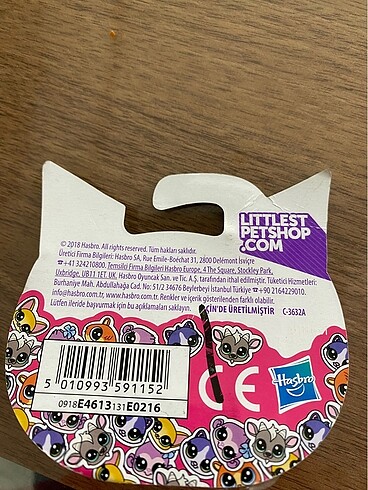 LITTLEST
PETSHOP
.COM
© 2018 Hasbro. All rights reserved. Tüm hakları saklıdır.
Üretici Firma Bilgileri: Hasbro SA, Rue Emile-Boéchat 31, 2800 Delémont İsviçre
☎+41 324210800. Temsilci Firma Bilgileri Hasbro Europe, 4 The Square, Stockley Park,
Uxbridge, UB11 1ET. UK. Hasbro Oyuncak San. ve Tic. A.Ş. tarafından ithal edilmiştir. Tüketici Hizmetleri:
Burhaniye Mah. Abdullahağa Cad. No: 51/2 34676 Beylerbeyi İstanbul Türkiye ☎+90 2164229010.
info@hasbro.com.tr, www.hasbro.com.tr. Renkler ve içerik gösterilenden farklı olabilir.
Lütfen ileride başvurmak için bu açıklamaları saklayın. ÇİN'DE ÜRETİLMİŞTİR C-3632A
5 010993 591152
0918E4613131E0216
CE
Hasbro